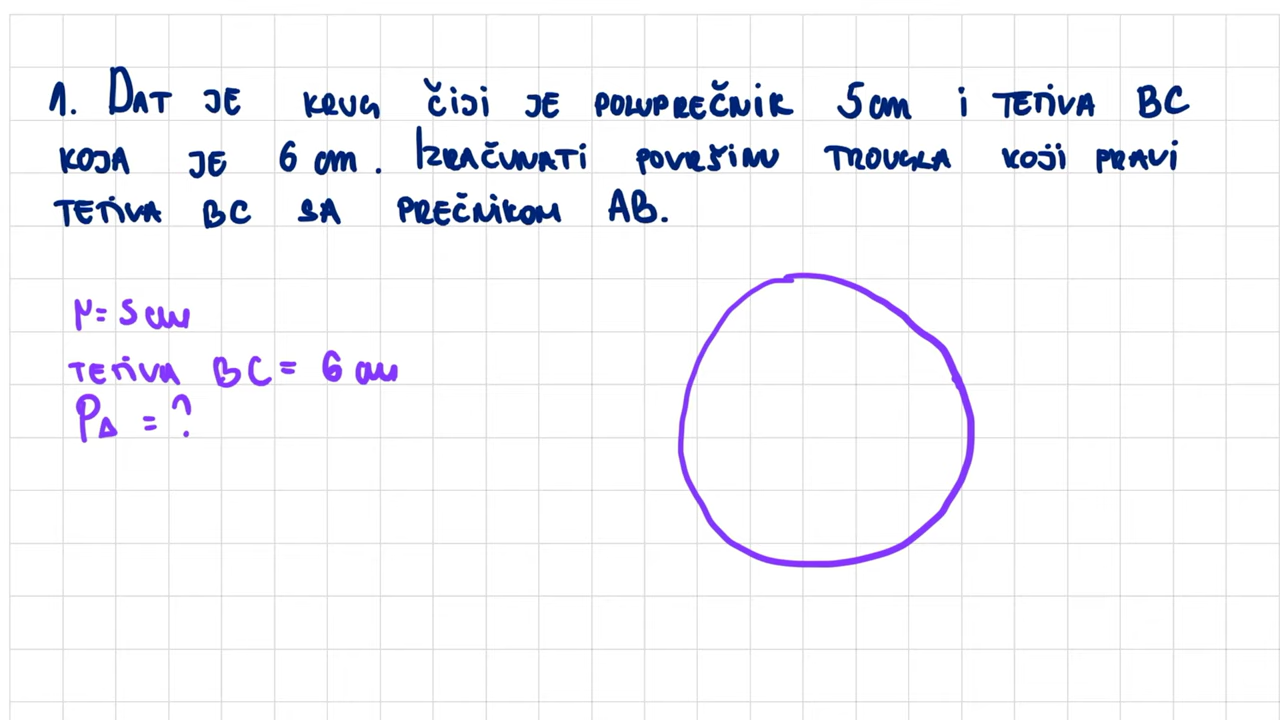 1. DAT JE KRUG ČIJI JE POLUPREČNIK 5cm i TETIVA BC
KOJA JE 6 cm. IZRAČUNATI POVRŠINU TROUGLA KOJI PRAVI
TETIVA BC SA PREČNIKOM AB.
r = 5 cm
TETIVA BC = 6 cm
P△ = ?